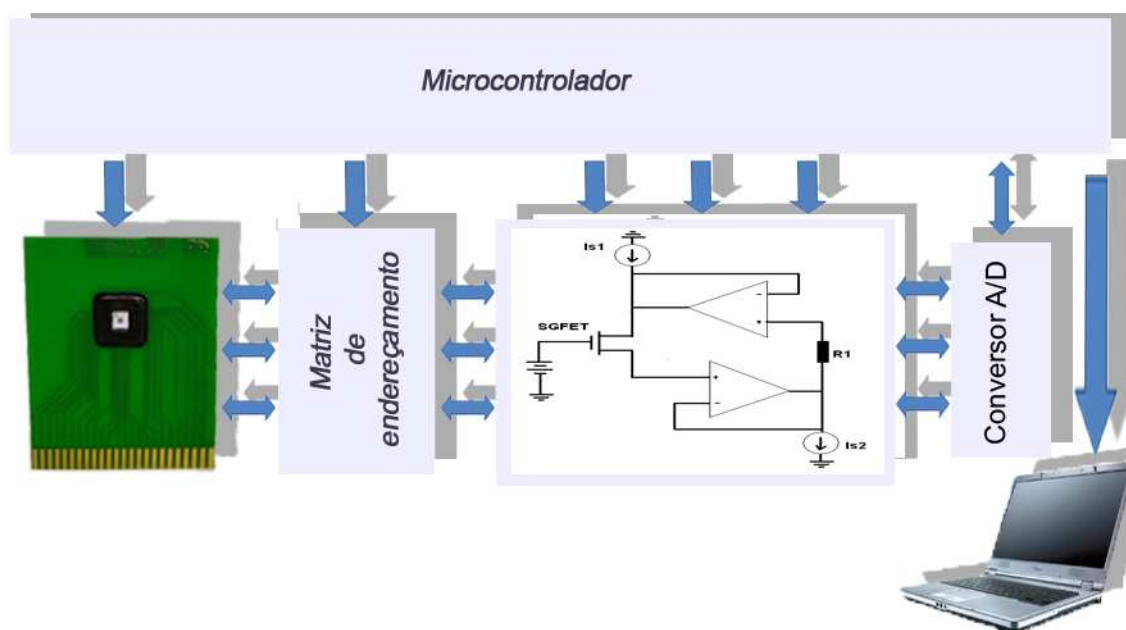 Microcontrolador
Matriz
de
endereçamento
Is1
SGFET
R1
Is2
Conversor A/D